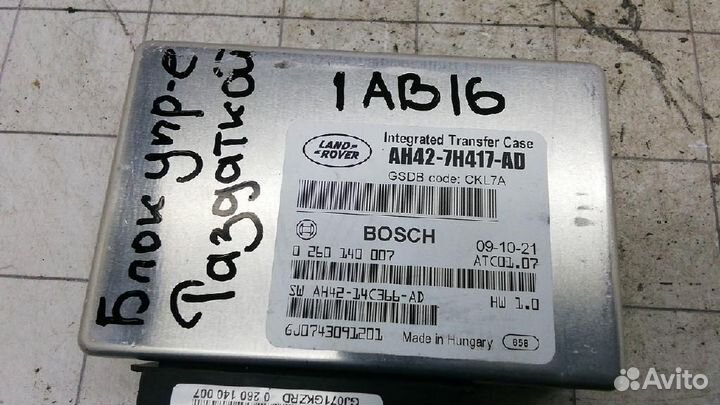 Блок упр-е
Раздаткой
1AB16
LAND-
ROVER
Integrated Transfer Case
AH42-7H417-AD
GSDB code: CKL7A
BOSCH
09-10-21
0 260 140 007
ATC01.07
SW AH42-14C366-AD
HW 1.0
6J0743091201
Made in Hungary
858
GJ071GKZRD 0 260 140 007
Avito